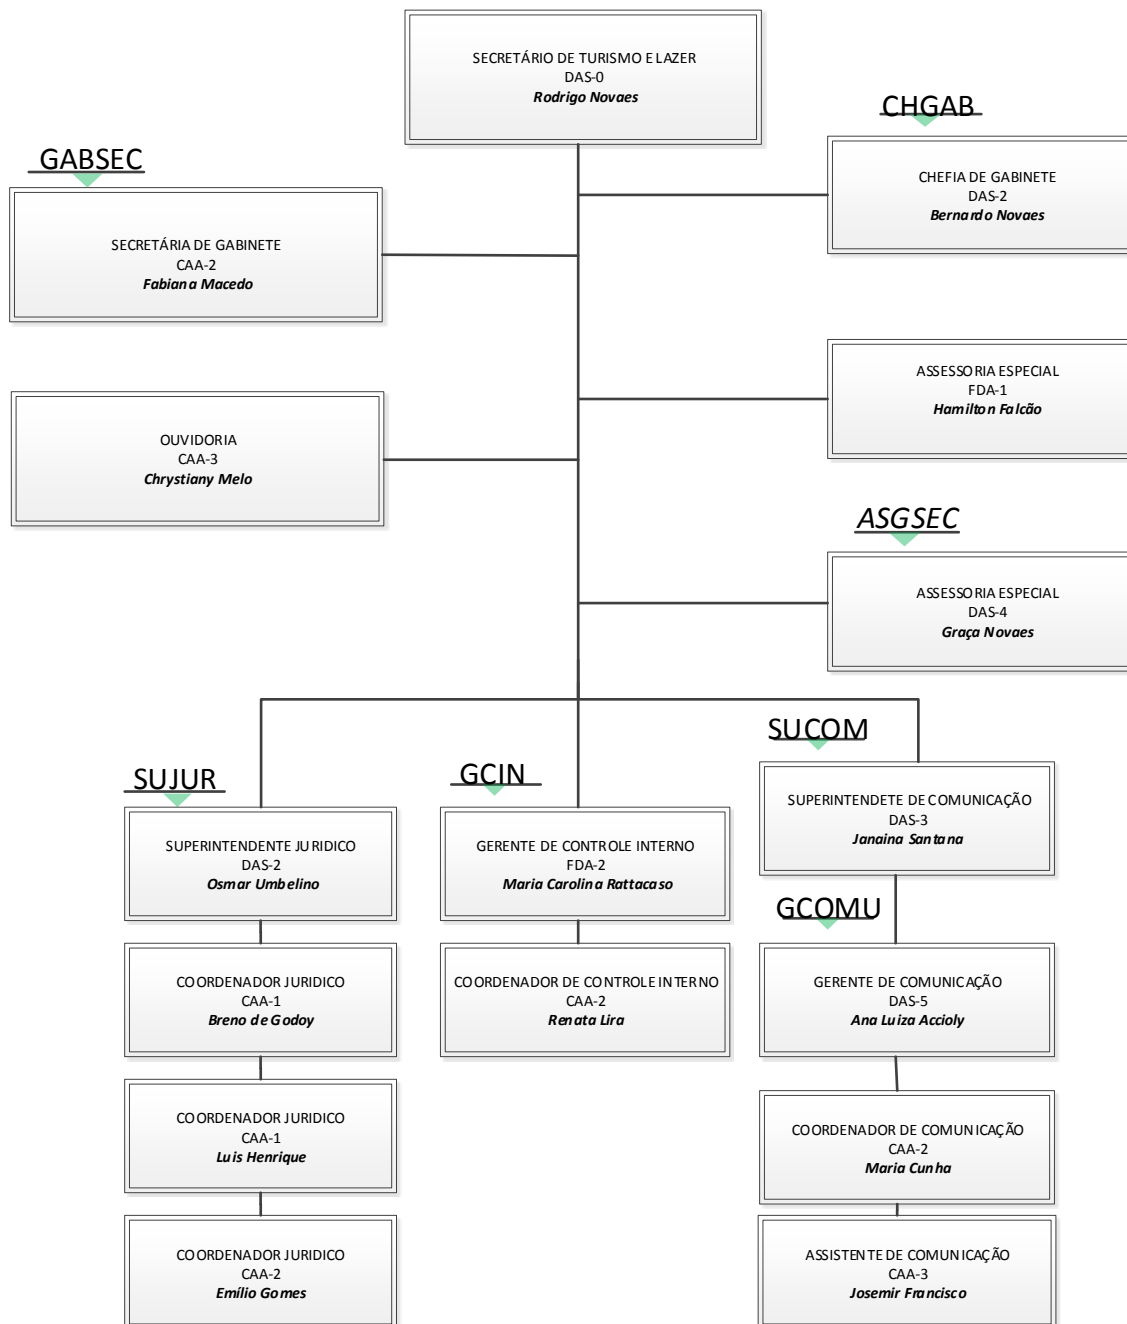 SECRETÁRIO DE TURISMO E LAZER
DAS-0
Rodrigo Novaes
CHGAB
CHEFIA DE GABINETE
DAS-2
Bernardo Novaes
GABSEC
SECRETÁRIA DE GABINETE
CAA-2
Fabiana Macedo
ASSESSORIA ESPECIAL
FDA-1
Hamilton Falcão
OUVIDORIA
CAA-3
Chrystiany Melo
ASGSEC
ASSESSORIA ESPECIAL
DAS-4
Graça Novaes
SUJUR
SUPERINTENDENTE JURIDICO
DAS-2
Osmar Umbelino
COORDENADOR JURIDICO
CAA-1
Breno de Godoy
COORDENADOR JURIDICO
CAA-1
Luis Henrique
COORDENADOR JURIDICO
CAA-2
Emílio Gomes
GCIN
GERENTE DE CONTROLE INTERNO
FDA-2
Maria Carolina Rattacaso
COORDENADOR DE CONTROLE INTERNO
CAA-2
Renata Lira
SUCOM
SUPERINTENDETE DE COMUNICAÇÃO
DAS-3
Janaina Santana
GCOMU
GERENTE DE COMUNICAÇÃO
DAS-5
Ana Luiza Accioly
COORDENADOR DE COMUNICAÇÃO
CAA-2
Maria Cunha
ASSISTENTE DE COMUNICAÇÃO
CAA-3
Josemir Francisco